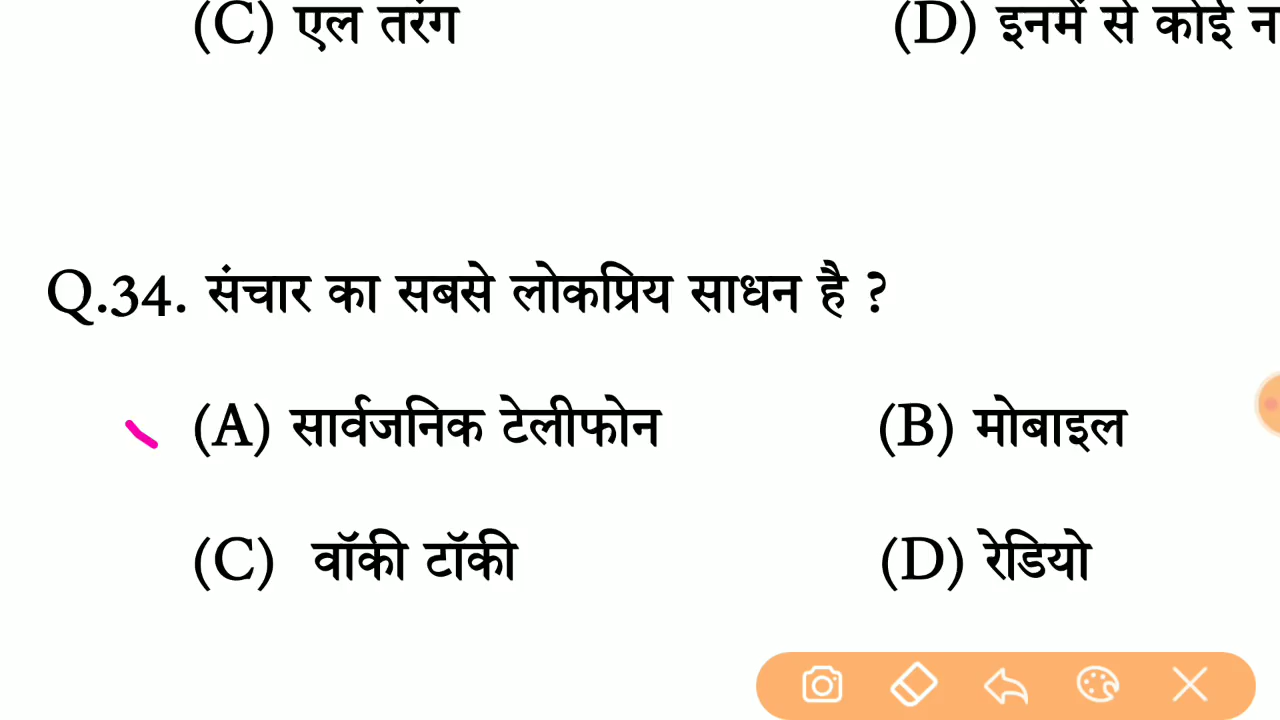 (C) एल तरंग (D) इनमें से कोई न
Q.34. संचार का सबसे लोकप्रिय साधन है ?
(A) सार्वजनिक टेलीफोन (B) मोबाइल
(C) वॉकी टॉकी (D) रेडियो